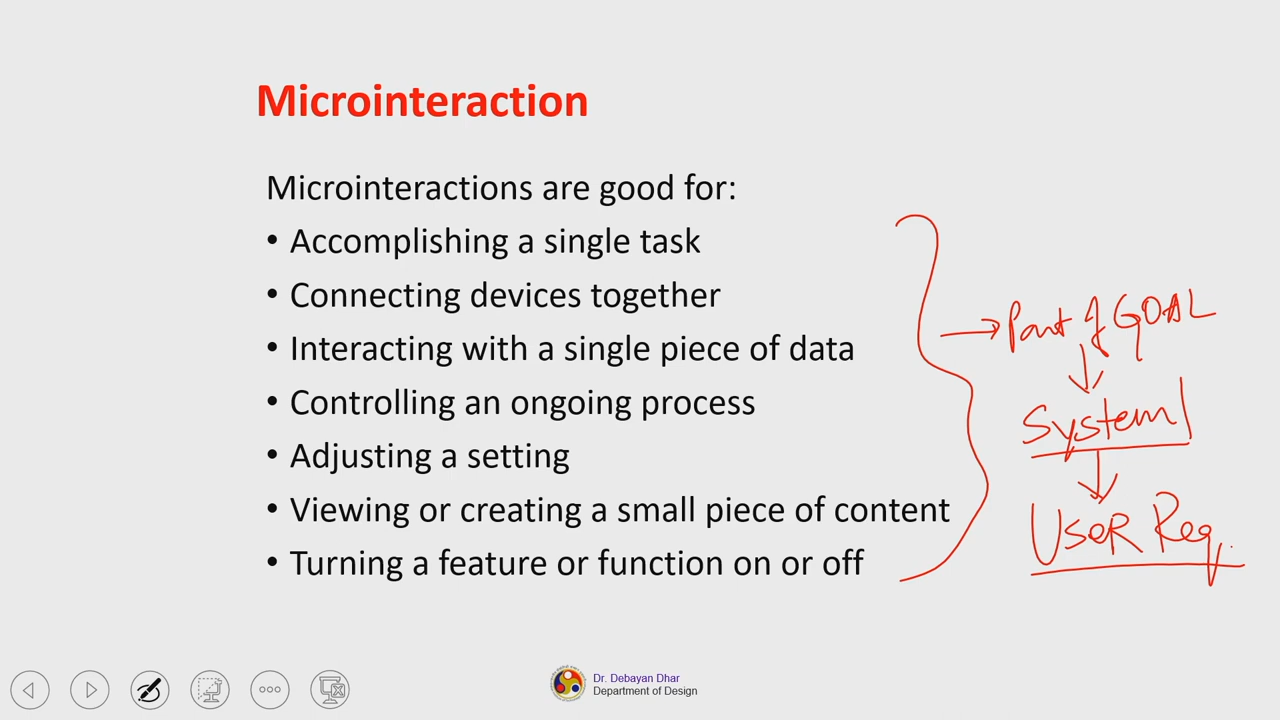 Microinteraction
Microinteractions are good for:
• Accomplishing a single task
• Connecting devices together
• Interacting with a single piece of data
• Controlling an ongoing process
• Adjusting a setting
• Viewing or creating a small piece of content
• Turning a feature or function on or off
→ Part of GOAL
System
USER Req.
Dr. Debayan Dhar
Department of Design